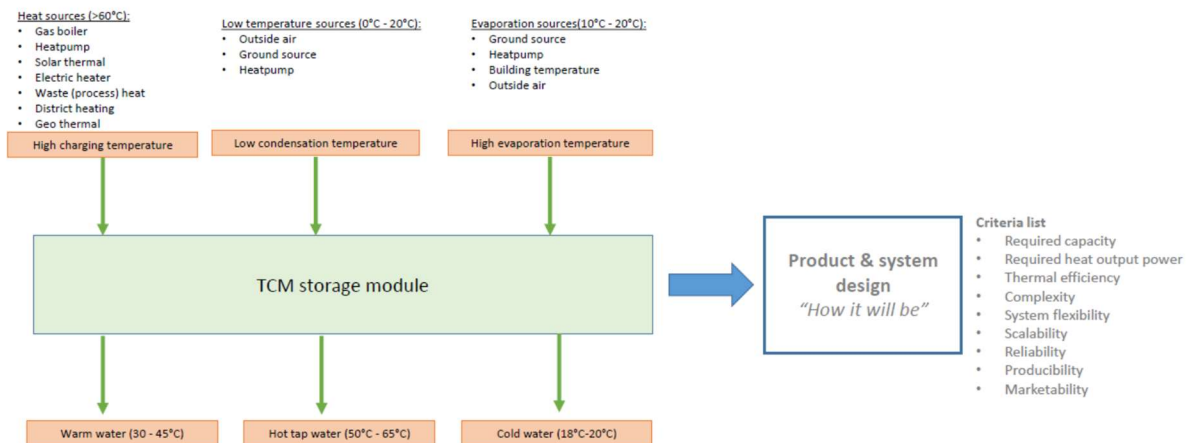 Heat sources (>60°C):
• Gas boiler
• Heatpump
• Solar thermal
• Electric heater
• Waste (process) heat
• District heating
• Geo thermal
Low temperature sources (0°C - 20°C):
• Outside air
• Ground source
• Heatpump
Evaporation sources(10°C - 20°C):
• Ground source
• Heatpump
• Building temperature
• Outside air
High charging temperature
Low condensation temperature
High evaporation temperature
TCM storage module
Product & system
design
“How it will be”
Criteria list
• Required capacity
• Required heat output power
• Thermal efficiency
• Complexity
• System flexibility
• Scalability
• Reliability
• Producibility
• Marketability
Warm water (30 - 45°C)
Hot tap water (50°C - 65°C)
Cold water (18°C-20°C)